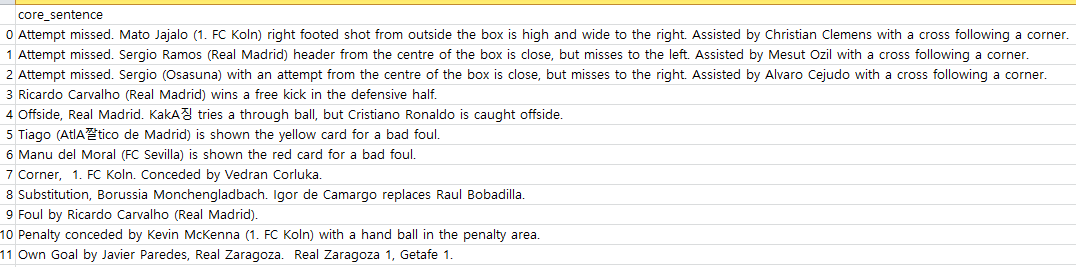 core_sentence
0 Attempt missed. Mato Jajalo (1. FC Koln) right footed shot from outside the box is high and wide to the right. Assisted by Christian Clemens with a cross following a corner.
1 Attempt missed. Sergio Ramos (Real Madrid) header from the centre of the box is close, but misses to the left. Assisted by Mesut Ozil with a cross following a corner.
2 Attempt missed. Sergio (Osasuna) with an attempt from the centre of the box is close, but misses to the right. Assisted by Alvaro Cejudo with a cross following a corner.
3 Ricardo Carvalho (Real Madrid) wins a free kick in the defensive half.
4 Offside, Real Madrid. KakA징 tries a through ball, but Cristiano Ronaldo is caught offside.
5 Tiago (AtlA짤tico de Madrid) is shown the yellow card for a bad foul.
6 Manu del Moral (FC Sevilla) is shown the red card for a bad foul.
7 Corner,  1. FC Koln. Conceded by Vedran Corluka.
8 Substitution, Borussia Monchengladbach. Igor de Camargo replaces Raul Bobadilla.
9 Foul by Ricardo Carvalho (Real Madrid).
10 Penalty conceded by Kevin McKenna (1. FC Koln) with a hand ball in the penalty area.
11 Own Goal by Javier Paredes, Real Zaragoza.  Real Zaragoza 1, Getafe 1.